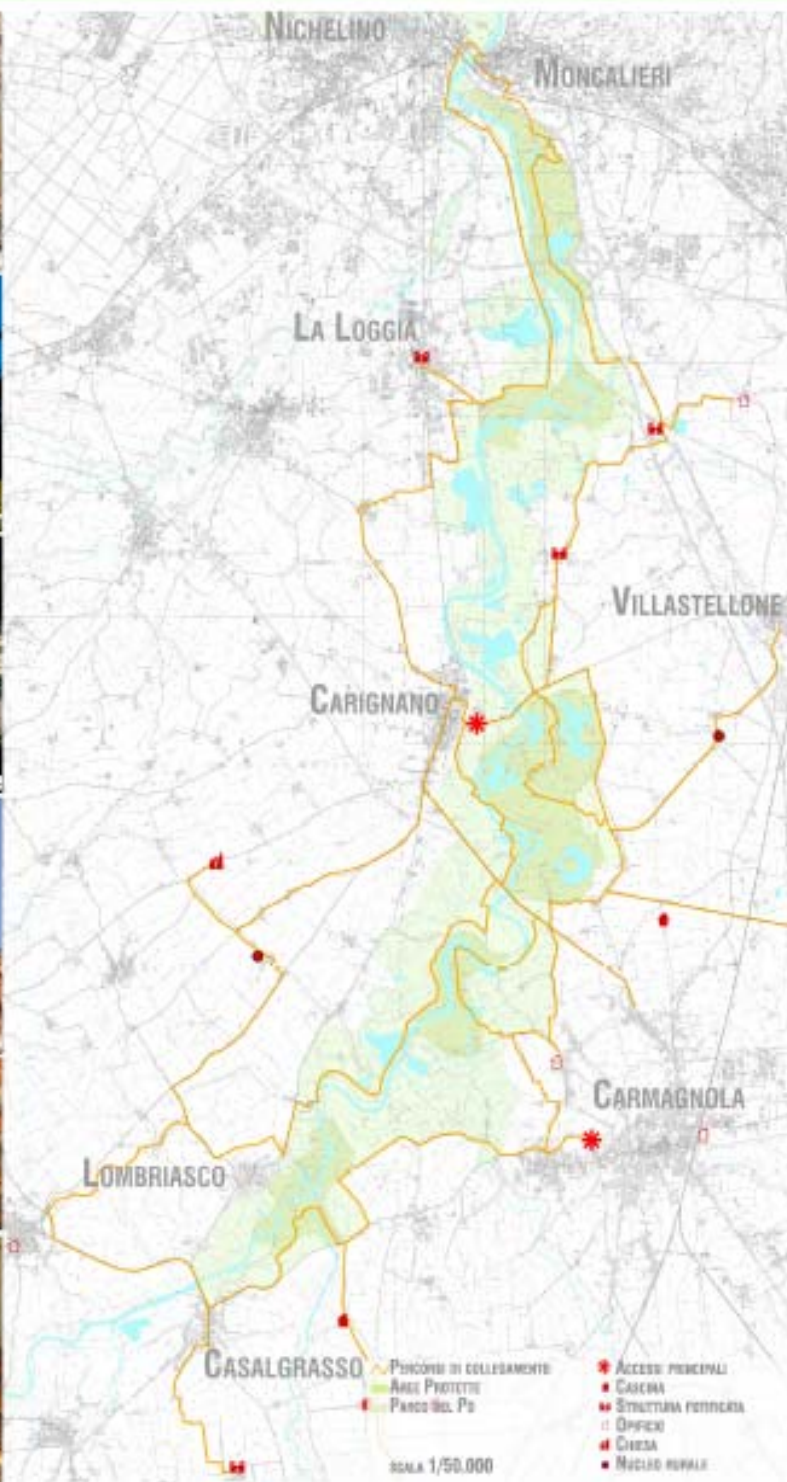 NICHELINO
MONCALIERI
LA LOGGIA
VILLASTELLONE
CARIGNANO
CARMAGNOLA
LOMBRIASCO
CASALGRASSO
PERCORSI DI COLLEGAMENTO
AREE PROTETTE
PARCO DEL PO
SCALA 1/50.000
ACCESSI PRINCIPALI
CASCINA
STRUTTURA FORTIFICATA
OPIFICIO
CHIESA
NUCLEO RURALE